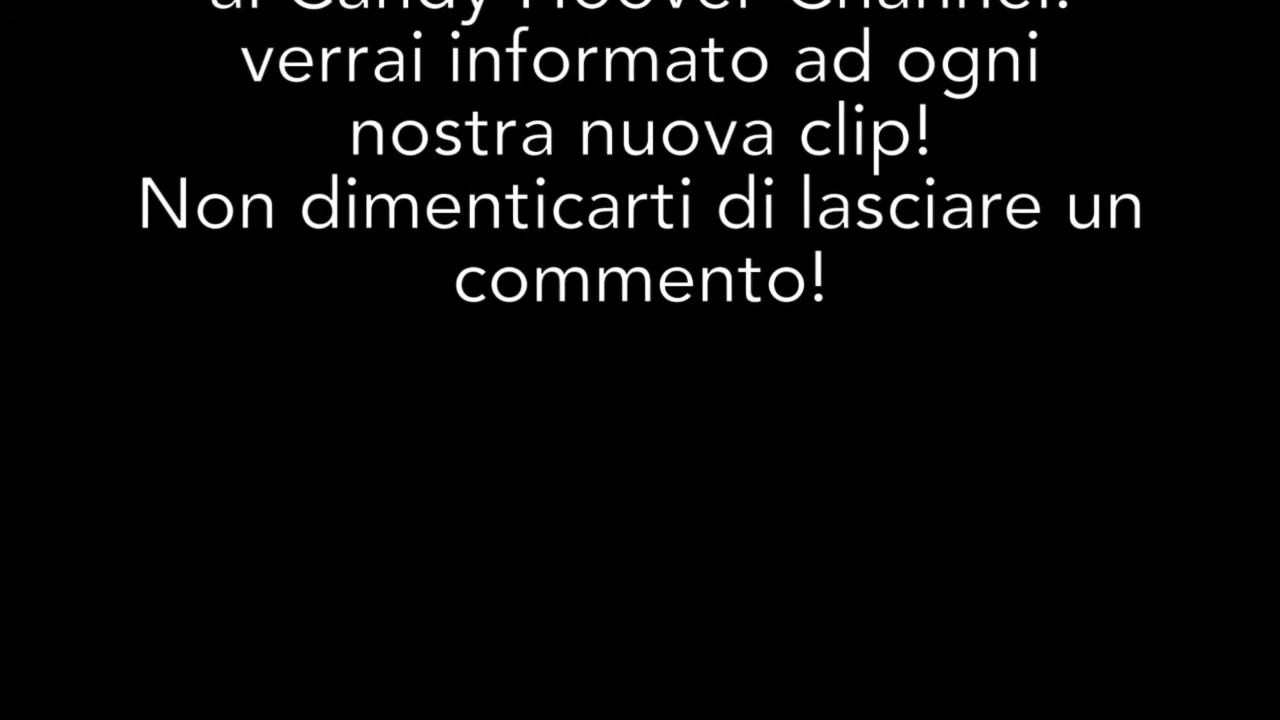 al Candy Hoover Channel:
verrai informato ad ogni
nostra nuova clip!
Non dimenticarti di lasciare un
commento!